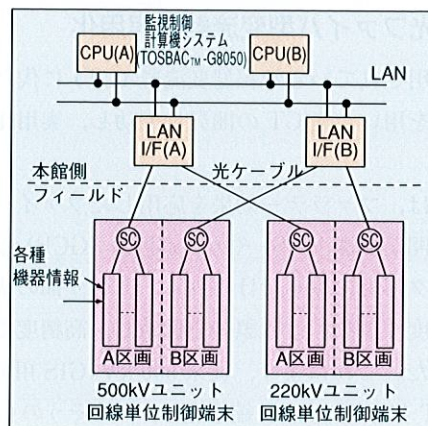 監視制御
計算機システム
(TOSBAC™-G8050)
CPU(A)
CPU(B)
LAN
LAN
I/F(A)
LAN
I/F(B)
本館側
光ケーブル
フィールド
各種
機器情報
SC
SC
SC
SC
A区画
B区画
A区画
B区画
500kVユニット
回線単位制御端末
220kVユニット
回線単位制御端末